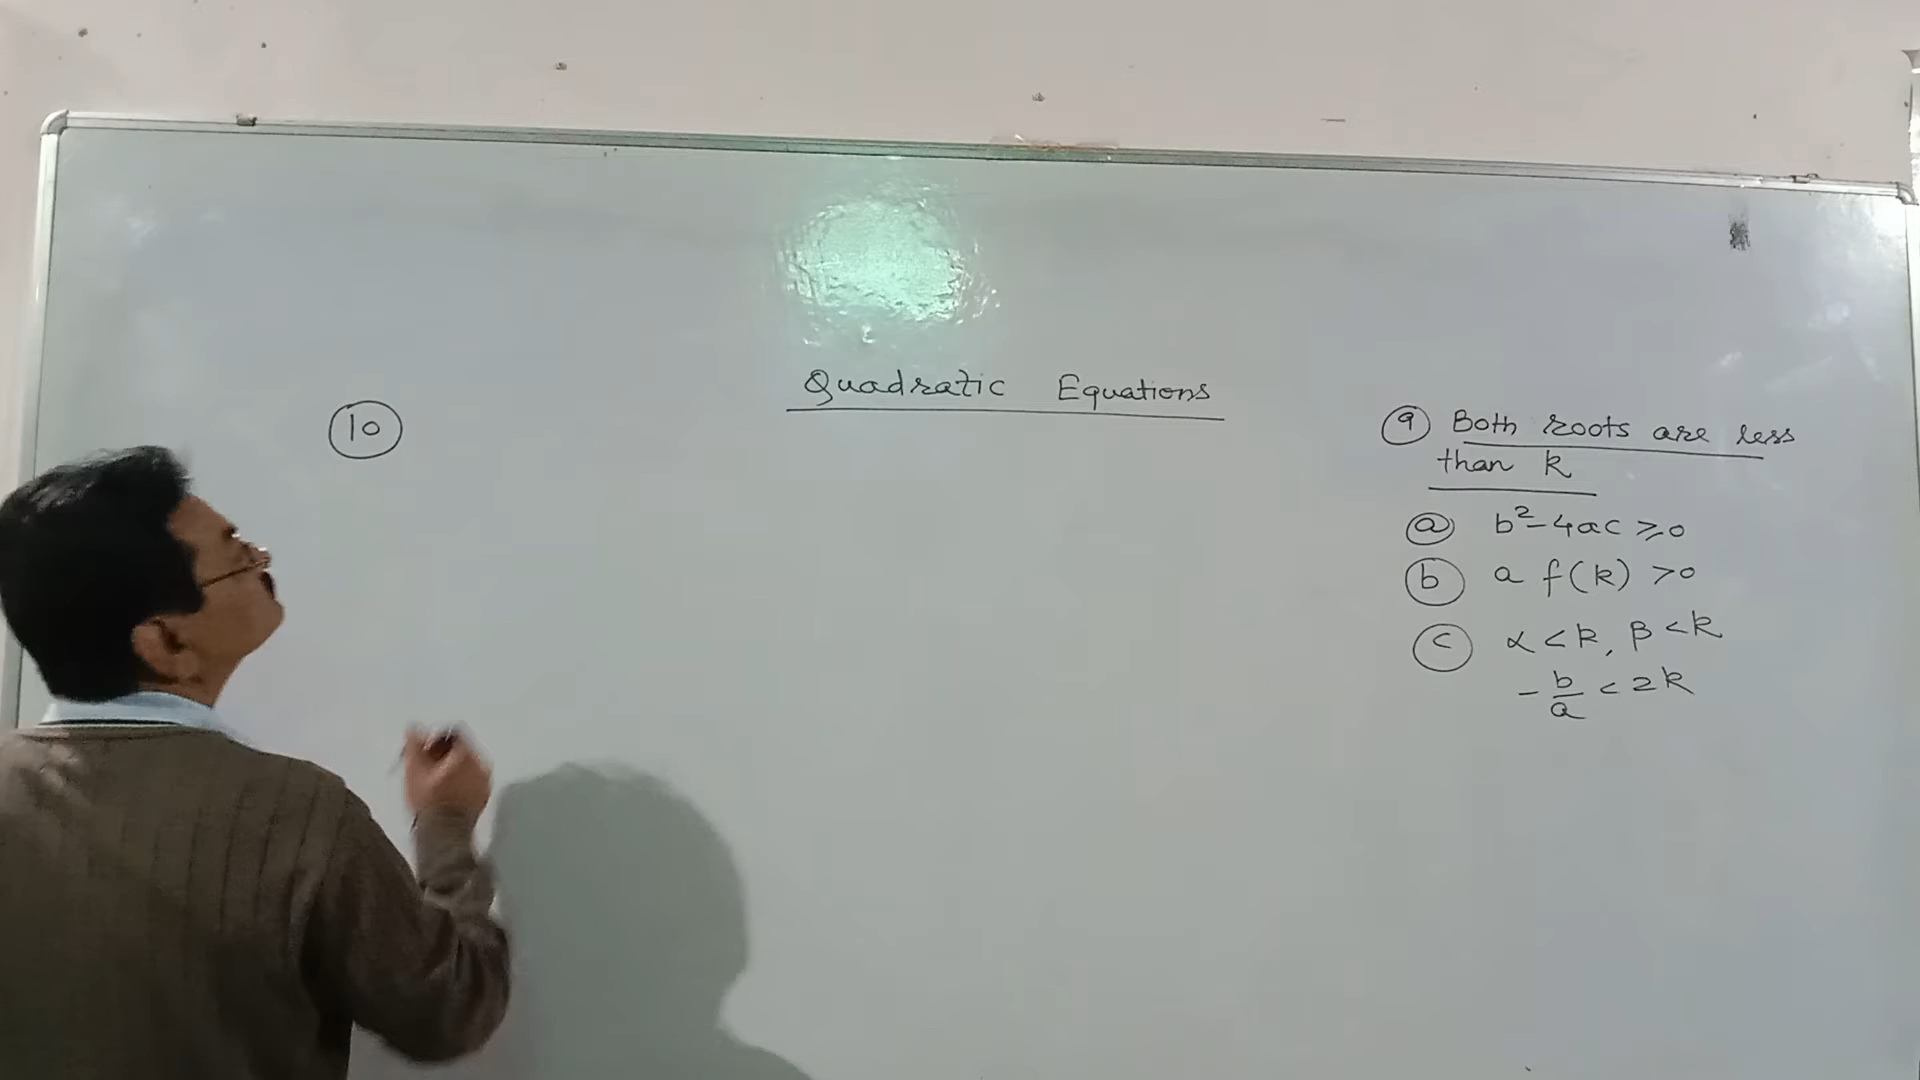 Quadratic Equations
10
9 Both roots are less
than k
a b²-4ac ⩾0
b a f(k) >0
c α<k, β<k
-b/a <2k